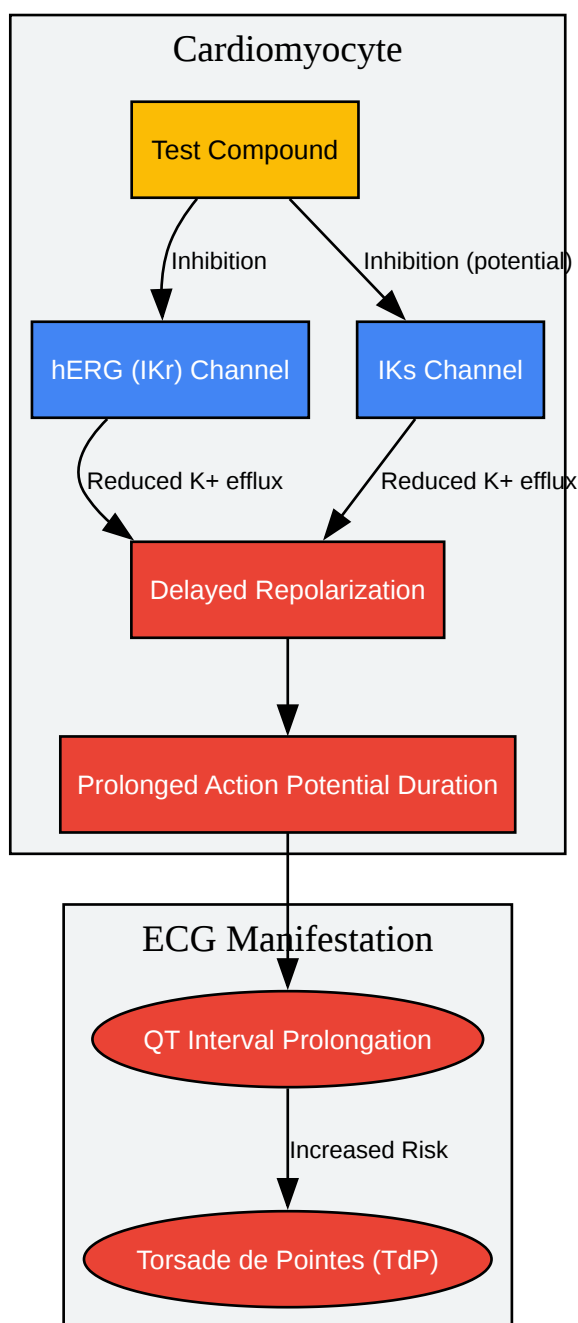 Cardiomyocyte
Test Compound
Inhibition
Inhibition (potential)
hERG (IKr) Channel
IKs Channel
Reduced K+ efflux
Reduced K+ efflux
Delayed Repolarization
Prolonged Action Potential Duration
ECG Manifestation
QT Interval Prolongation
Increased Risk
Torsade de Pointes (TdP)